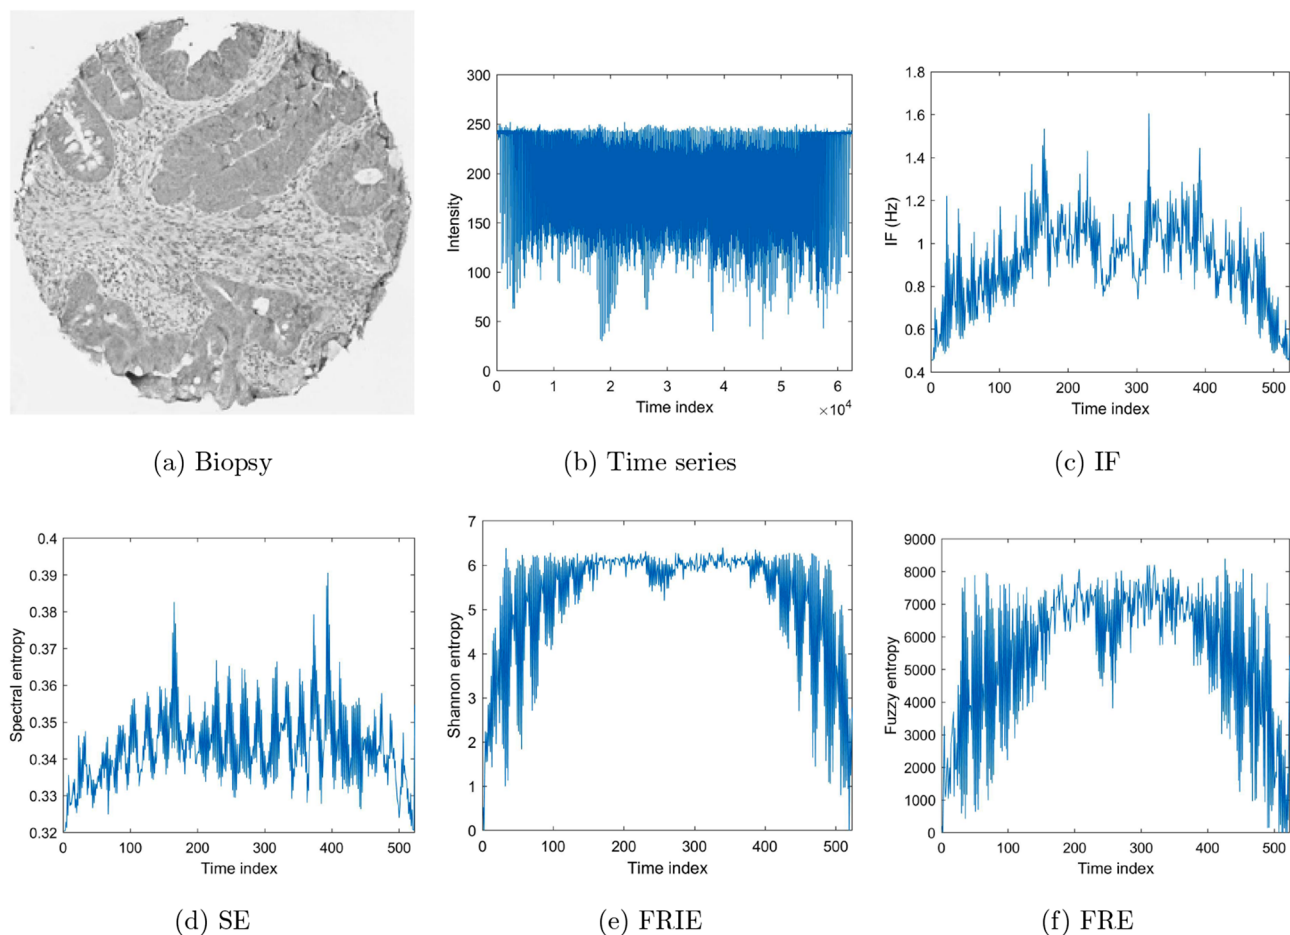 300
250
200
150
100
50
0
Intensity
0 1 2 3 4 5 6
Time index
×10⁴
1.8
1.6
1.4
1.2
1
0.8
0.6
0.4
IF (Hz)
0 100 200 300 400 500
Time index
(a) Biopsy
(b) Time series
(c) IF
0.4
0.39
0.38
0.37
0.36
0.35
0.34
0.33
0.32
Spectral entropy
0 100 200 300 400 500
Time index
7
6
5
4
3
2
1
0
Shannon entropy
0 100 200 300 400 500
Time index
9000
8000
7000
6000
5000
4000
3000
2000
1000
0
Fuzzy entropy
0 100 200 300 400 500
Time index
(d) SE
(e) FRIE
(f) FRE